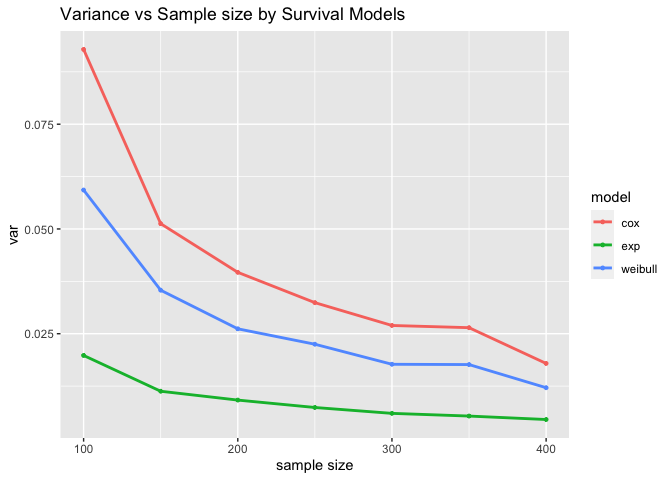 Variance vs Sample size by Survival Models
var
0.075
0.050
0.025
100
200
300
400
sample size
model
cox
exp
weibull